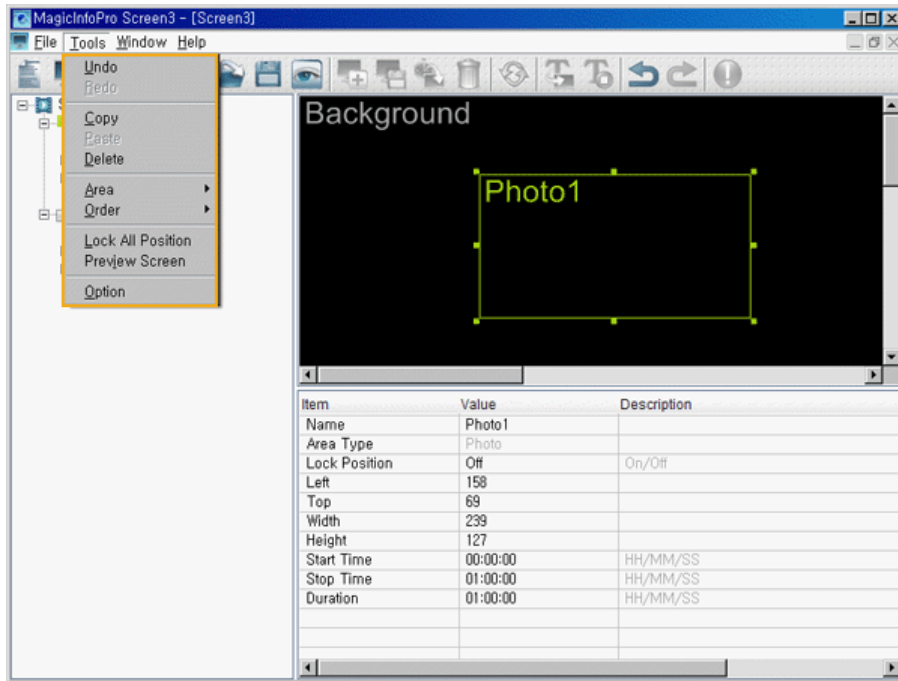 MagicInfoPro Screen3 - [Screen3]
File Tools Window Help
Undo
Redo
Copy
Paste
Delete
Area
Order
Lock All Position
Preview Screen
Option
Background
Photo1
Item Value Description
Name Photo1
Area Type Photo
Lock Position Off On/Off
Left 158
Top 69
Width 239
Height 127
Start Time 00:00:00 HH/MM/SS
Stop Time 01:00:00 HH/MM/SS
Duration 01:00:00 HH/MM/SS